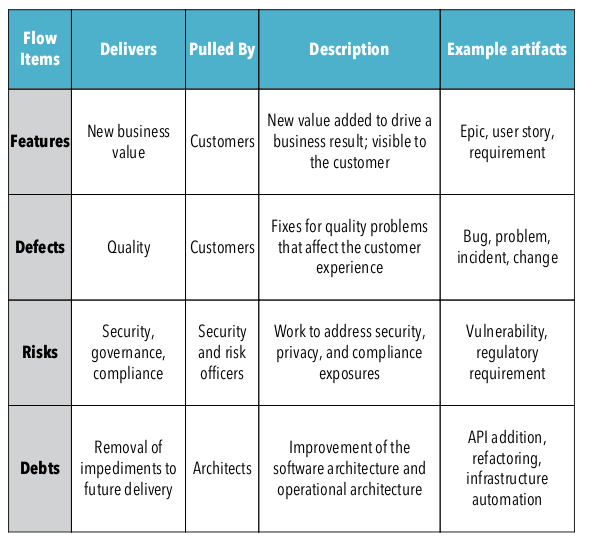 Flow
Items
Delivers
Pulled By
Description
Example artifacts
Features
New business
value
Customers
New value added to drive a
business result; visible to
the customer
Epic, user story,
requirement
Defects
Quality
Customers
Fixes for quality problems
that affect the customer
experience
Bug, problem,
incident, change
Risks
Security,
governance,
compliance
Security
and risk
officers
Work to address security,
privacy, and compliance
exposures
Vulnerability,
regulatory
requirement
Debts
Removal of
impediments to
future delivery
Architects
Improvement of the
software architecture and
operational architecture
API addition,
refactoring,
infrastructure
automation